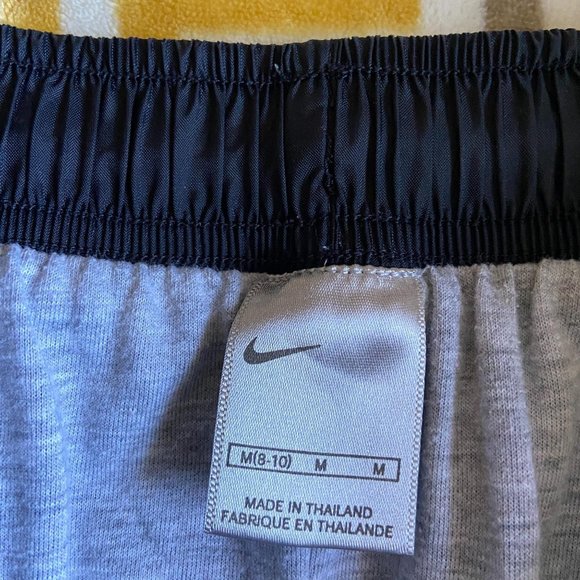 M(8-10) M M
MADE IN THAILAND
FABRIQUE EN THAILANDE